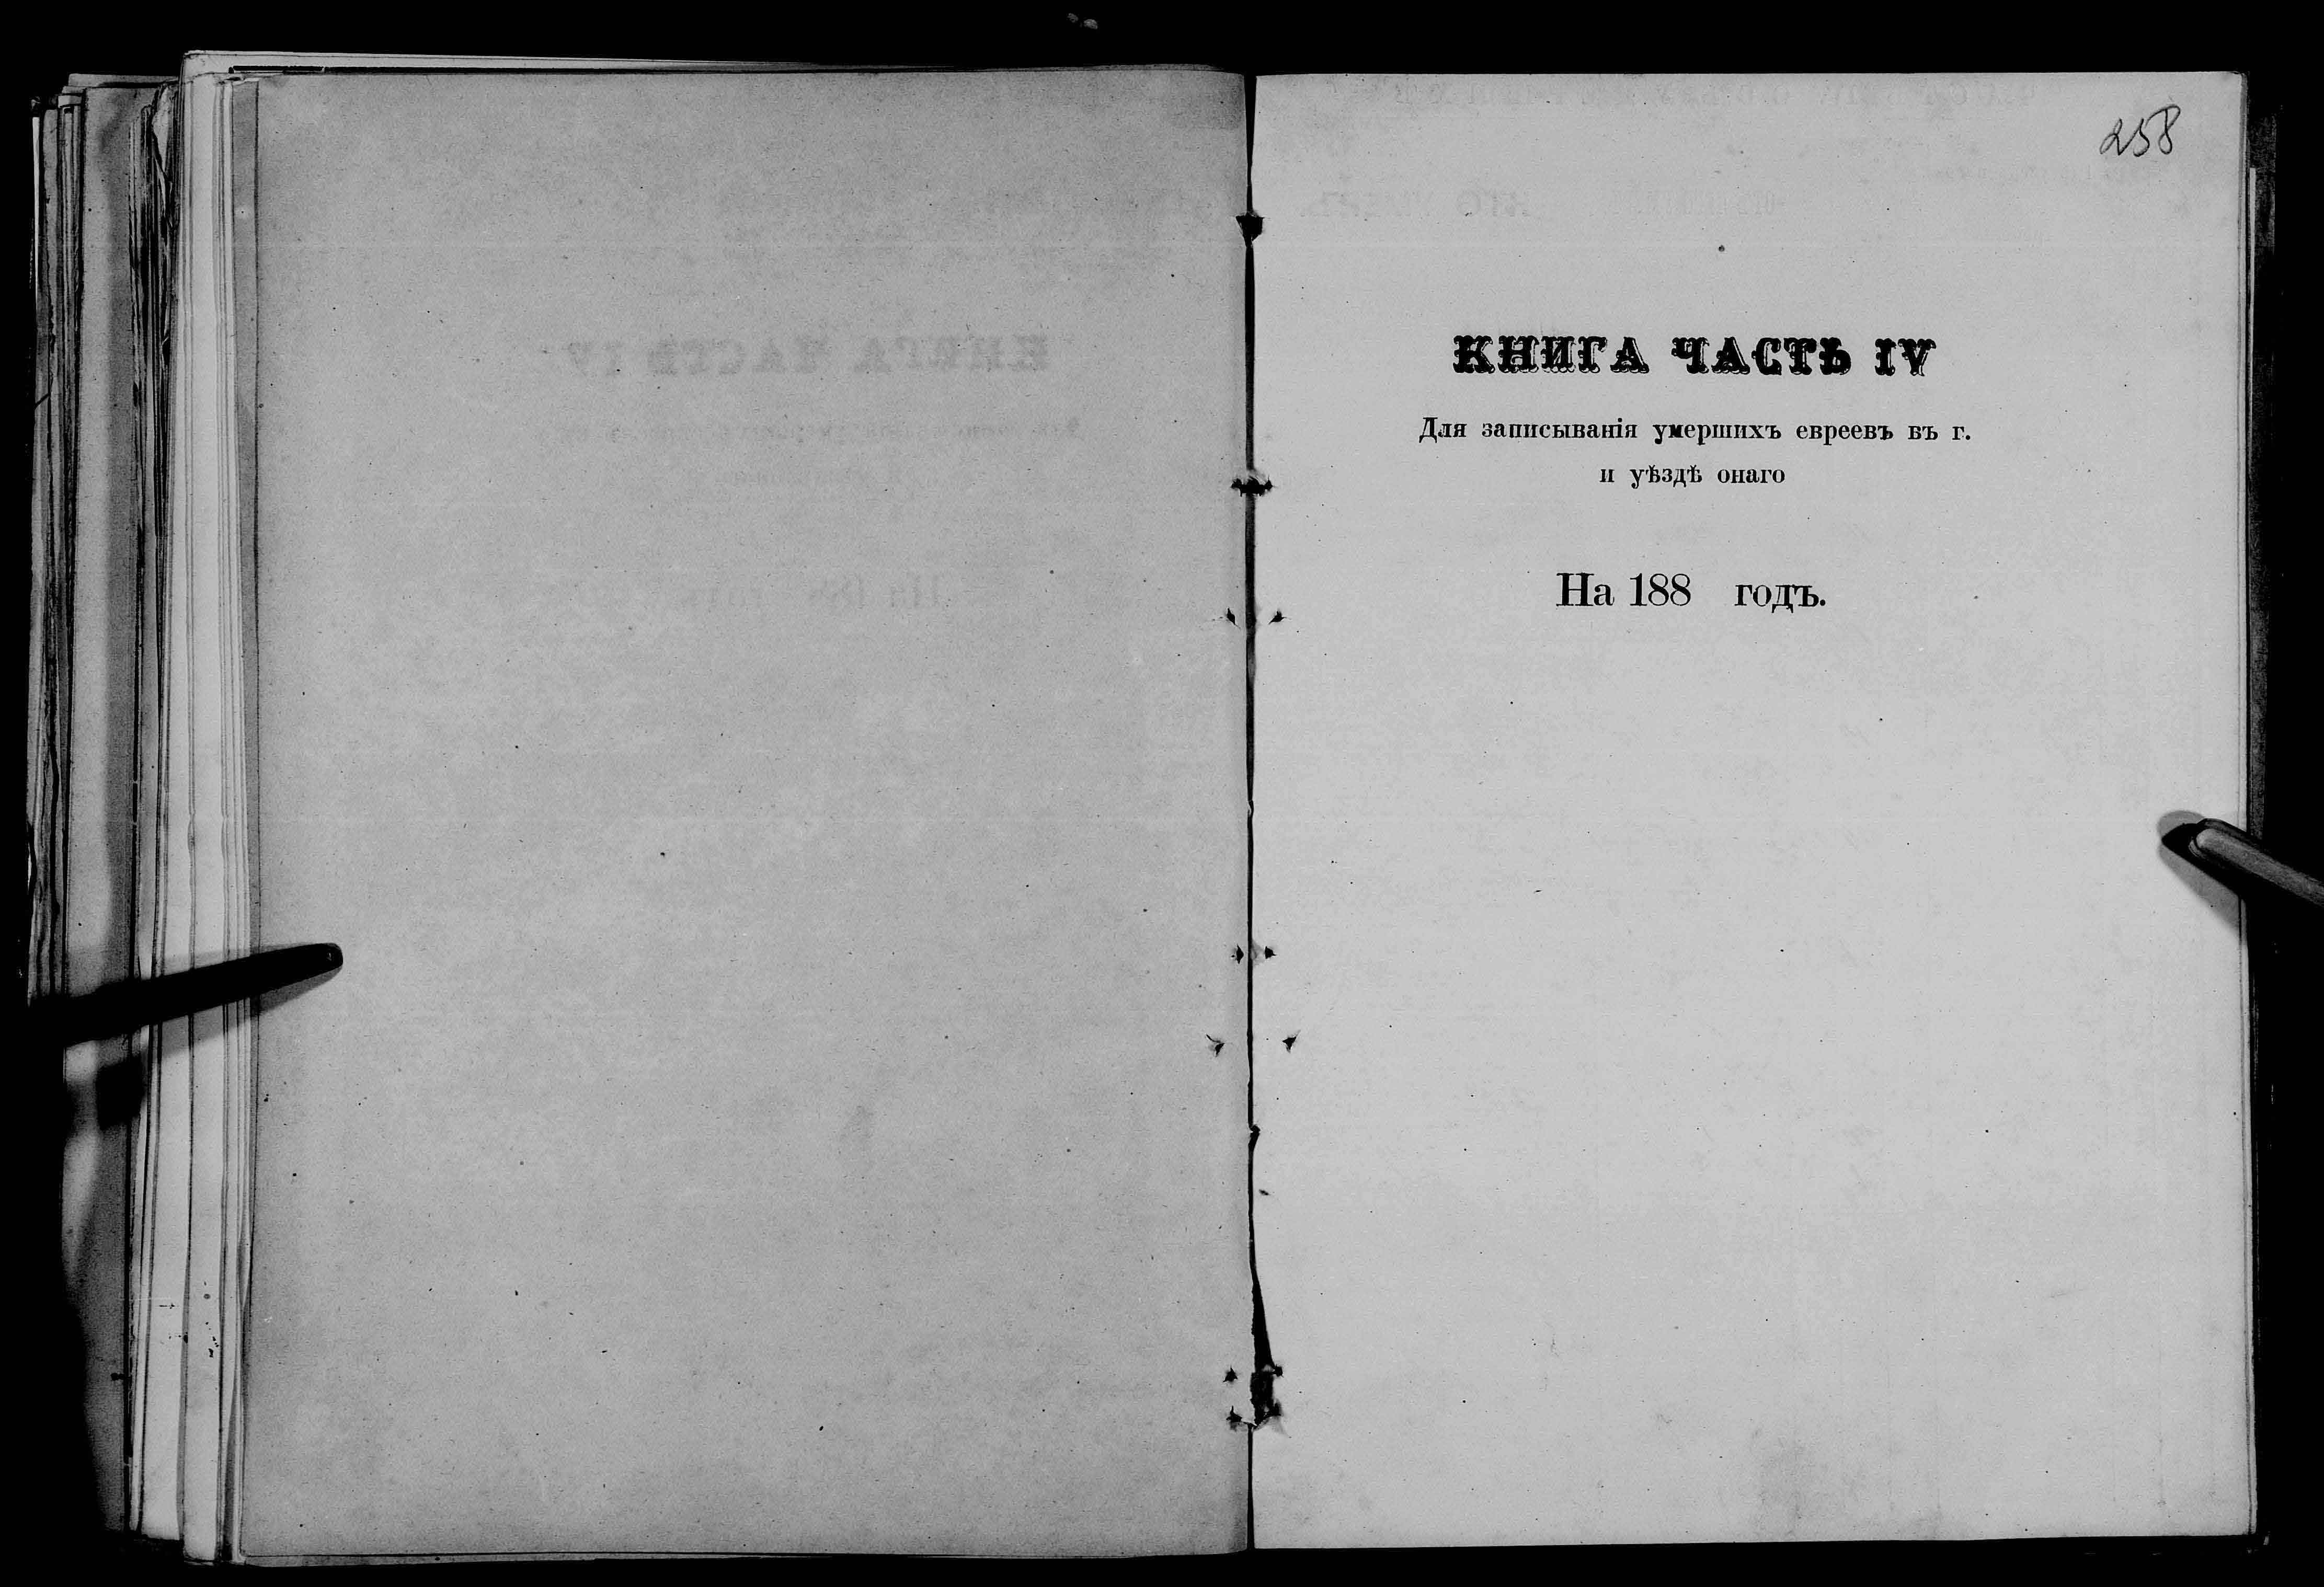 258
КНИГА ЧАСТЬ IV
Для записыванія умершихъ евреевъ въ г.
и уѣздѣ онаго
На 188 годъ.